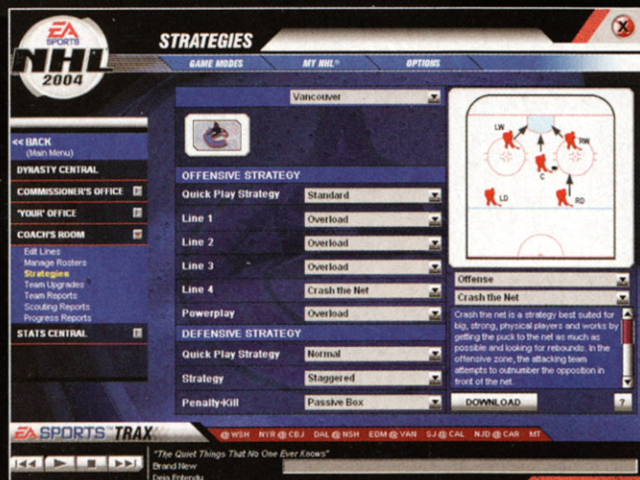 EA
SPORTS
NHL
2004
STRATEGIES
X
GAME MODES MY NHL® OPTIONS
Vancouver
<< BACK
(Main Menu)
DYNASTY CENTRAL
COMMISSIONER'S OFFICE
'YOUR' OFFICE
COACH'S ROOM
Edit Lines
Manage Rosters
Strategies
Team Upgrades
Team Reports
Scouting Reports
Progress Reports
STATS CENTRAL
OFFENSIVE STRATEGY
Quick Play Strategy Standard
Line 1 Overload
Line 2 Overload
Line 3 Overload
Line 4 Crash the Net
Powerplay Overload
DEFENSIVE STRATEGY
Quick Play Strategy Normal
Strategy Staggered
Penalty-Kill Passive Box
LW RW
C
LD RD
Offense
Crash the Net
Crash the net is a strategy best suited for
big, strong, physical players and works by
getting the puck to the net as much as
possible and looking for rebounds. In the
offensive zone, the attacking team
attempts to outnumber the opposition in
front of the net.
DOWNLOAD ?
EA SPORTS™ TRAX @ WSH NYR @ CBJ DAL @ NSH EDM @ VAN SJ @ CAL NJD @ CAR MT
"The Quiet Things That No One Ever Knows"
Brand New
Deja Entendu